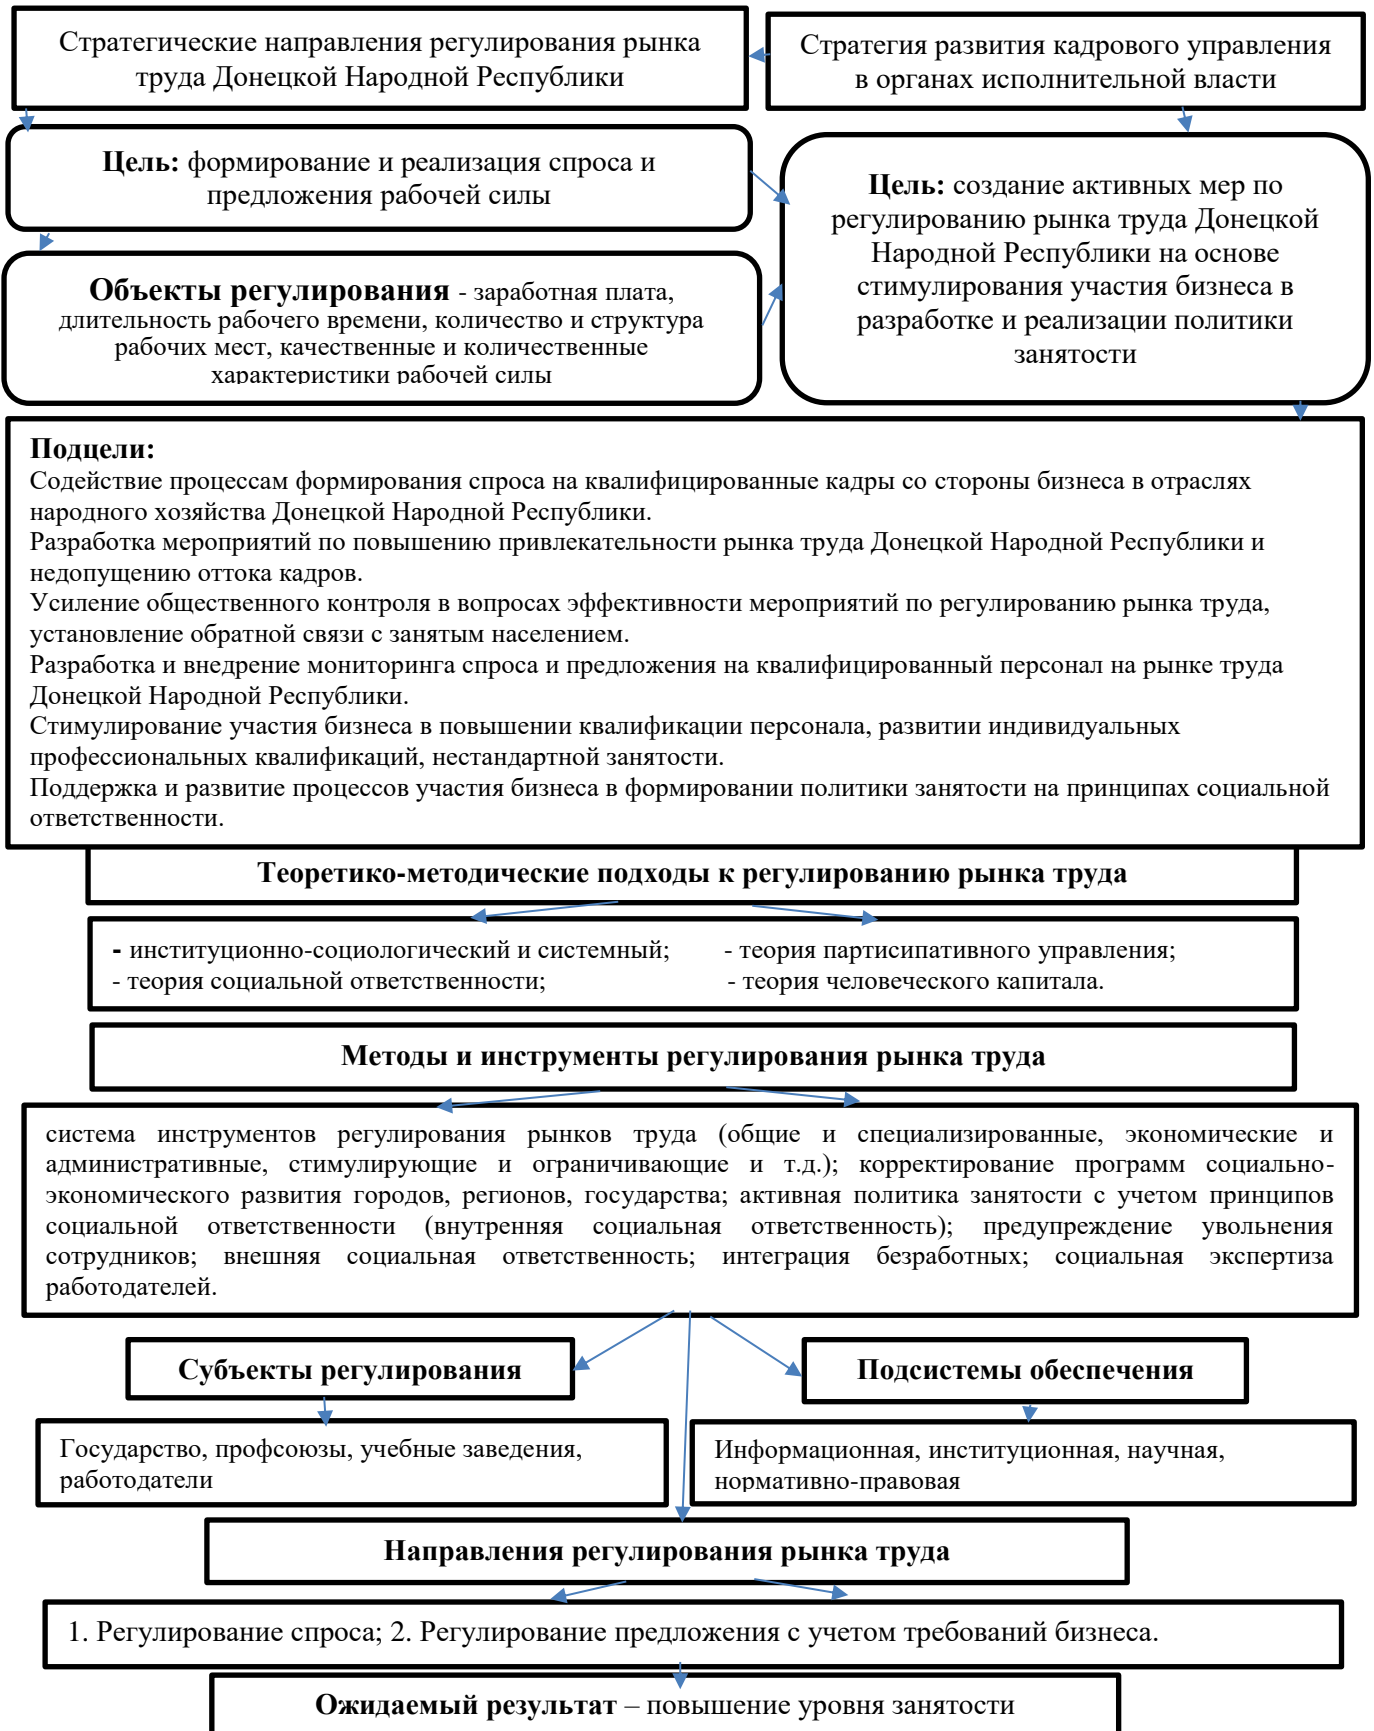 Стратегические направления регулирования рынка
труда Донецкой Народной Республики
Стратегия развития кадрового управления
в органах исполнительной власти
Цель: формирование и реализация спроса и
предложения рабочей силы
Цель: создание активных мер по
регулированию рынка труда Донецкой
Народной Республики на основе
стимулирования участия бизнеса в
разработке и реализации политики
занятости
Объекты регулирования - заработная плата,
длительность рабочего времени, количество и структура
рабочих мест, качественные и количественные
характеристики рабочей силы
Подцели:
Содействие процессам формирования спроса на квалифицированные кадры со стороны бизнеса в отраслях
народного хозяйства Донецкой Народной Республики.
Разработка мероприятий по повышению привлекательности рынка труда Донецкой Народной Республики и
недопущению оттока кадров.
Усиление общественного контроля в вопросах эффективности мероприятий по регулированию рынка труда,
установление обратной связи с занятым населением.
Разработка и внедрение мониторинга спроса и предложения на квалифицированный персонал на рынке труда
Донецкой Народной Республики.
Стимулирование участия бизнеса в повышении квалификации персонала, развитии индивидуальных
профессиональных квалификаций, нестандартной занятости.
Поддержка и развитие процессов участия бизнеса в формировании политики занятости на принципах социальной
ответственности.
Теоретико-методические подходы к регулированию рынка труда
- институционно-социологический и системный; - теория партисипативного управления;
- теория социальной ответственности; - теория человеческого капитала.
Методы и инструменты регулирования рынка труда
система инструментов регулирования рынков труда (общие и специализированные, экономические и
административные, стимулирующие и ограничивающие и т.д.); корректирование программ социально-
экономического развития городов, регионов, государства; активная политика занятости с учетом принципов
социальной ответственности (внутренняя социальная ответственность); предупреждение увольнения
сотрудников; внешняя социальная ответственность; интеграция безработных; социальная экспертиза
работодателей.
Субъекты регулирования
Подсистемы обеспечения
Государство, профсоюзы, учебные заведения,
работодатели
Информационная, институционная, научная,
нормативно-правовая
Направления регулирования рынка труда
1. Регулирование спроса; 2. Регулирование предложения с учетом требований бизнеса.
Ожидаемый результат – повышение уровня занятости